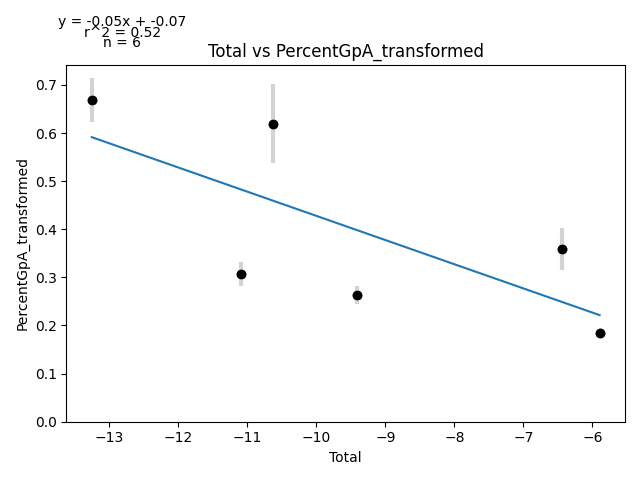 y = -0.05x + -0.07
r^2 = 0.52
n = 6
Total vs PercentGpA_transformed
PercentGpA_transformed
0.7
0.6
0.5
0.4
0.3
0.2
0.1
0.0
−13 −12 −11 −10 −9 −8 −7 −6
Total